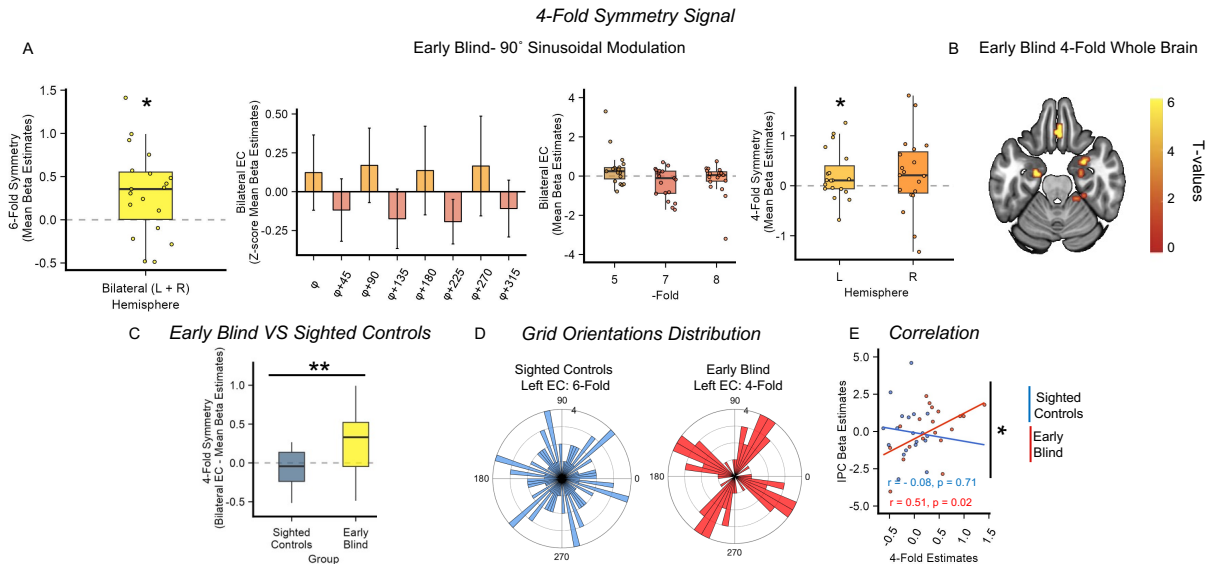 4-Fold Symmetry Signal
A
Early Blind- 90˚ Sinusoidal Modulation
B
Early Blind 4-Fold Whole Brain
6-Fold Symmetry
(Mean Beta Estimates)
1.5
1.0
0.5
0.0
-0.5
*
Bilateral (L + R)
Hemisphere
Bilateral EC
(Z-score Mean Beta Estimates)
0.50
0.25
0.00
-0.25
φ
φ+45
φ+90
φ+135
φ+180
φ+225
φ+270
φ+315
Bilateral EC
(Mean Beta Estimates)
4
2
0
-2
-4
5
7
8
-Fold
4-Fold Symmetry
(Mean Beta Estimates)
1
0
-1
*
L
R
Hemisphere
6
4
2
0
T-values
C
Early Blind VS Sighted Controls
4-Fold Symmetry
(Bilateral EC - Mean Beta Estimates)
1.0
0.5
0.0
-0.5
**
Sighted
Controls
Early
Blind
Group
D
Grid Orientations Distribution
Sighted Controls
Left EC: 6-Fold
90
4
180
0
270
Early Blind
Left EC: 4-Fold
90
4
180
0
270
E
Correlation
IPC Beta Estimates
5.0
2.5
-0.0
-2.5
-5.0
r = - 0.08, p = 0.71
r = 0.51, p = 0.02
-0.5
0.0
0.5
1.0
1.5
4-Fold Estimates
*
Sighted
Controls
Early
Blind